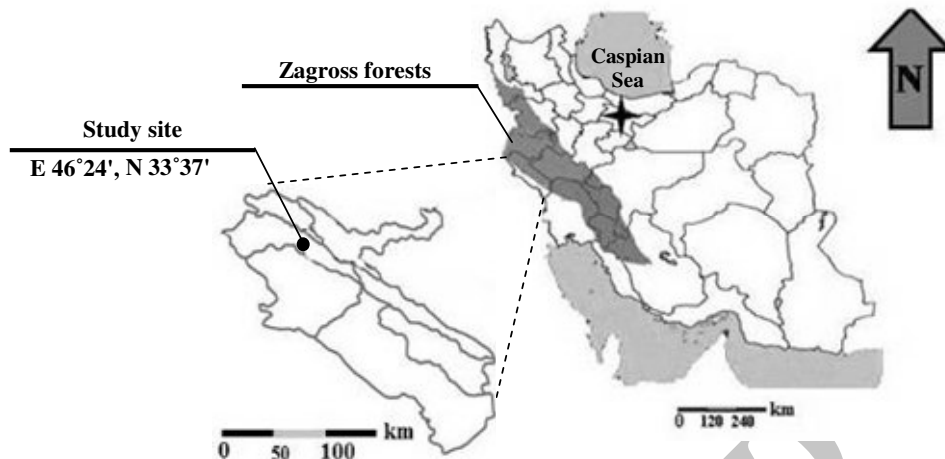 Caspian
Sea
N
Zagross forests
Study site
E 46°24', N 33°37'
km
0 50 100
km
0 120 240